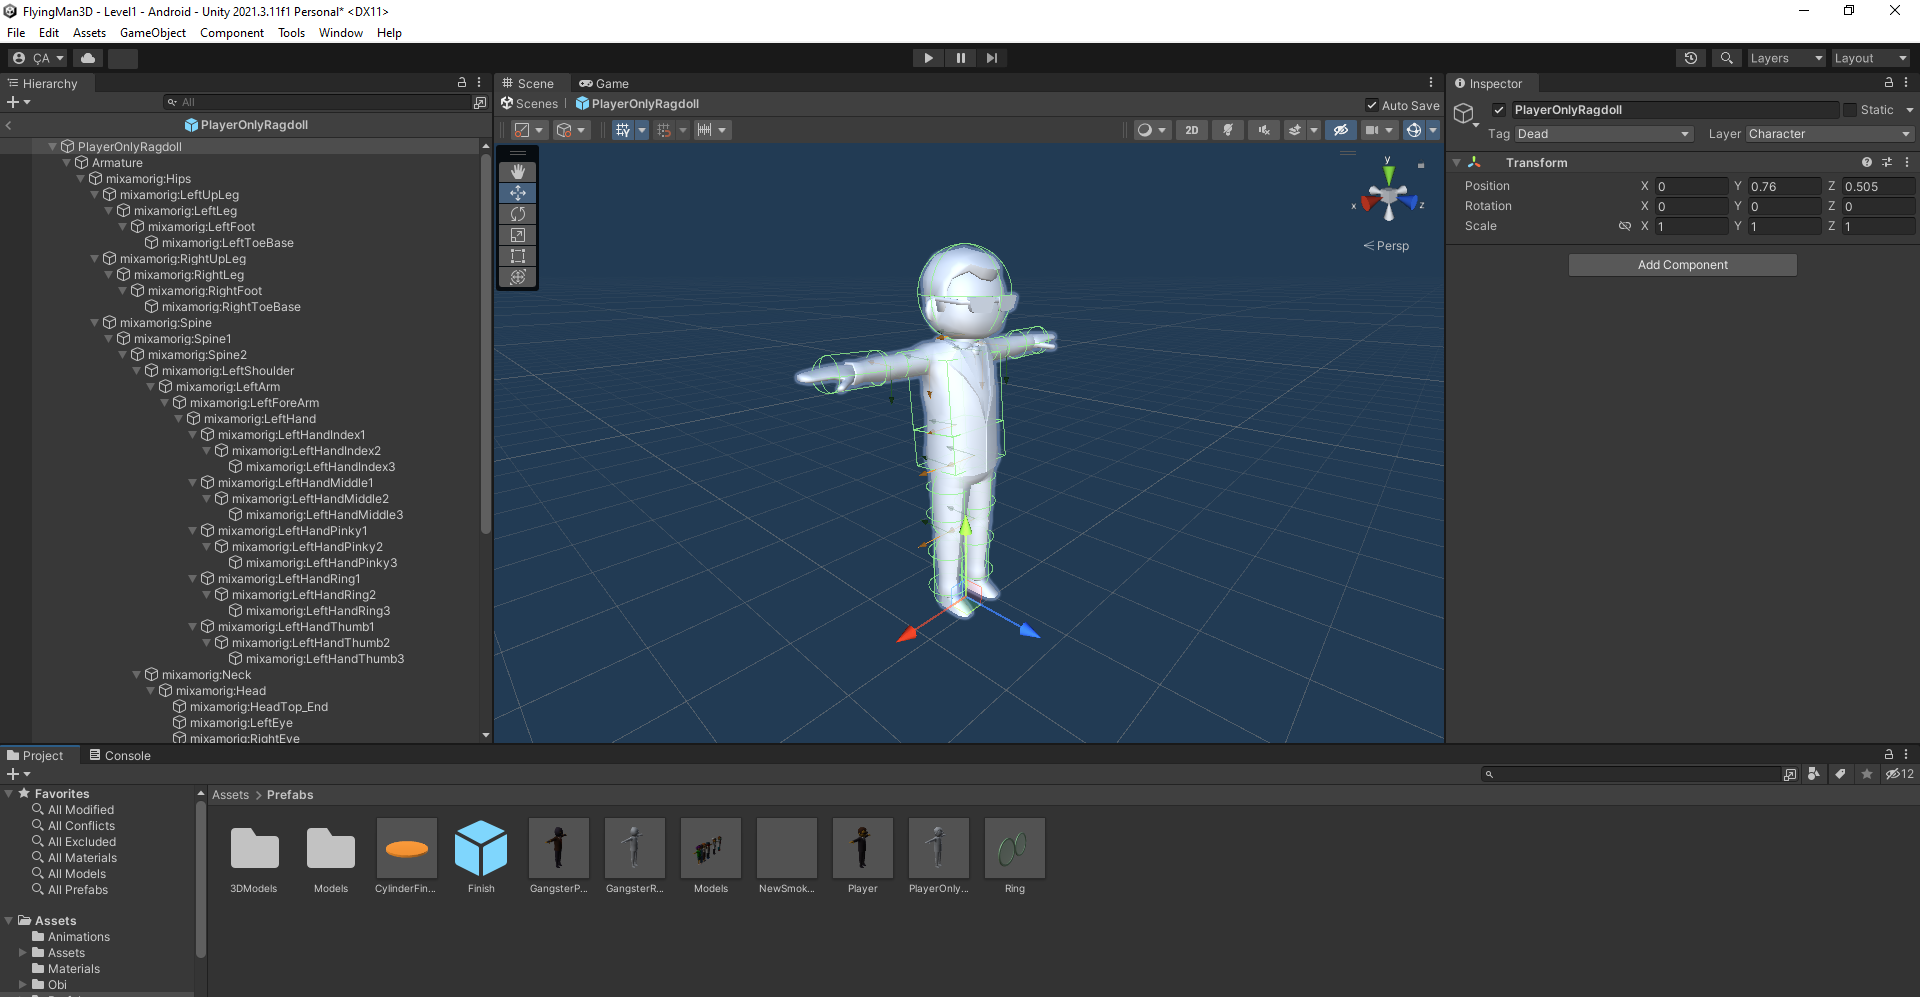 FlyingMan3D - Level1 - Android - Unity 2021.3.11f1 Personal* <DX11>
File Edit Assets GameObject Component Tools Window Help
ÇA
Layers
Layout
Hierarchy
All
PlayerOnlyRagdoll
PlayerOnlyRagdoll
Armature
mixamorig:Hips
mixamorig:LeftUpLeg
mixamorig:LeftLeg
mixamorig:LeftFoot
mixamorig:LeftToeBase
mixamorig:RightUpLeg
mixamorig:RightLeg
mixamorig:RightFoot
mixamorig:RightToeBase
mixamorig:Spine
mixamorig:Spine1
mixamorig:Spine2
mixamorig:LeftShoulder
mixamorig:LeftArm
mixamorig:LeftForeArm
mixamorig:LeftHand
mixamorig:LeftHandIndex1
mixamorig:LeftHandIndex2
mixamorig:LeftHandIndex3
mixamorig:LeftHandMiddle1
mixamorig:LeftHandMiddle2
mixamorig:LeftHandMiddle3
mixamorig:LeftHandPinky1
mixamorig:LeftHandPinky2
mixamorig:LeftHandPinky3
mixamorig:LeftHandRing1
mixamorig:LeftHandRing2
mixamorig:LeftHandRing3
mixamorig:LeftHandThumb1
mixamorig:LeftHandThumb2
mixamorig:LeftHandThumb3
mixamorig:Neck
mixamorig:Head
mixamorig:HeadTop_End
mixamorig:LeftEye
mixamorig:RightEye
Scene Game
Scenes | PlayerOnlyRagdoll
Auto Save
2D
y
x
z
< Persp
Inspector
PlayerOnlyRagdoll
Static
Tag Dead Layer Character
Transform
Position X 0 Y 0.76 Z 0.505
Rotation X 0 Y 0 Z 0
Scale X 1 Y 1 Z 1
Add Component
Project Console
12
Favorites
All Modified
All Conflicts
All Excluded
All Materials
All Models
All Prefabs
Assets
Animations
Assets
Materials
Obi
Assets > Prefabs
3DModels
Models
CylinderFin...
Finish
GangsterP...
GangsterR...
Models
NewSmok...
Player
PlayerOnly...
Ring